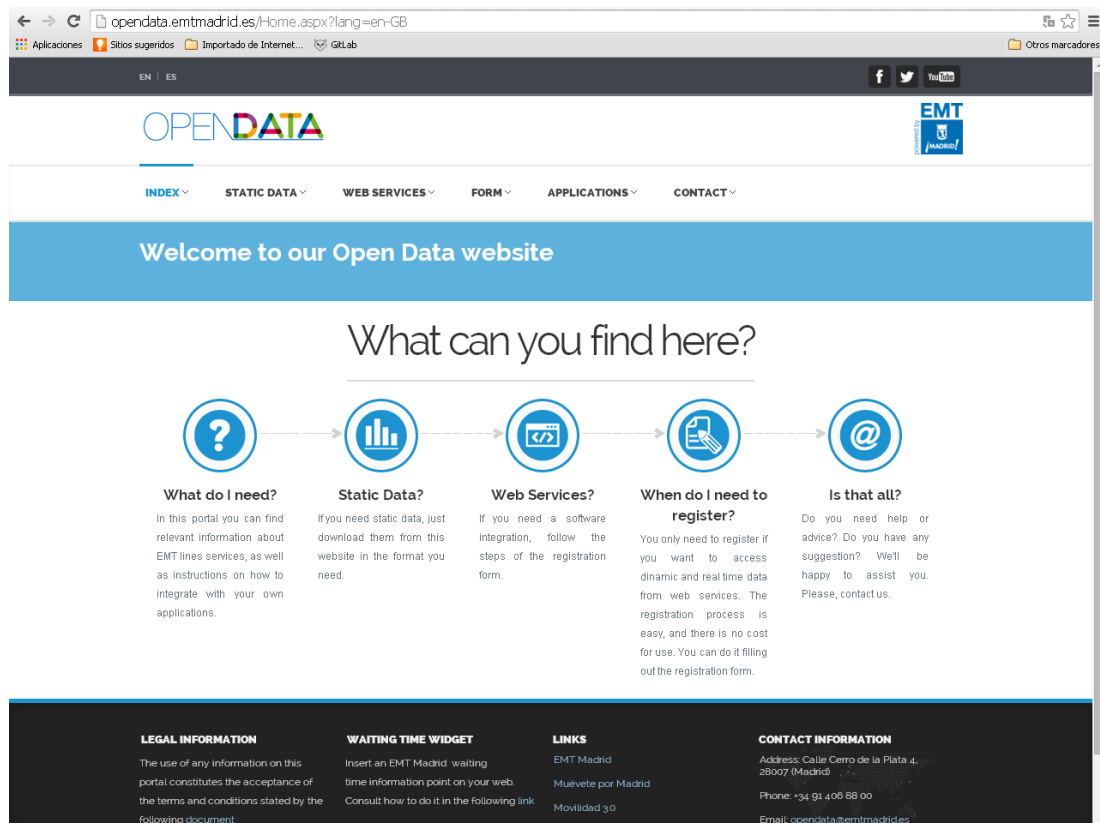 opendata.emtmadrid.es/Home.aspx?lang=en-GB
Aplicaciones Sitios sugeridos Importado de Internet... GitLab Otros marcadores
EN | ES
f You Tube
OPENDATA
powered by EMT ¡MADRID!
INDEX STATIC DATA WEB SERVICES FORM APPLICATIONS CONTACT
Welcome to our Open Data website
What can you find here?
What do I need?
In this portal you can find
relevant information about
EMT lines services, as well
as instructions on how to
integrate with your own
applications.
Static Data?
If you need static data, just
download them from this
website in the format you
need.
Web Services?
If you need a software
integration, follow the
steps of the registration
form.
When do I need to
register?
You only need to register if
you want to access
dinamic and real time data
from web services. The
registration process is
easy, and there is no cost
for use. You can do it filling
out the registration form.
Is that all?
Do you need help or
advice? Do you have any
suggestion? We'll be
happy to assist you.
Please, contact us.
LEGAL INFORMATION
The use of any information on this
portal constitutes the acceptance of
the terms and conditions stated by the
following document
WAITING TIME WIDGET
Insert an EMT Madrid waiting
time information point on your web.
Consult how to do it in the following link
LINKS
EMT Madrid
Muévete por Madrid
Movilidad 3.0
CONTACT INFORMATION
Address: Calle Cerro de la Plata 4,
28007 (Madrid)
Phone: +34 91 406 88 00
Email: opendata@emtmadrid.es